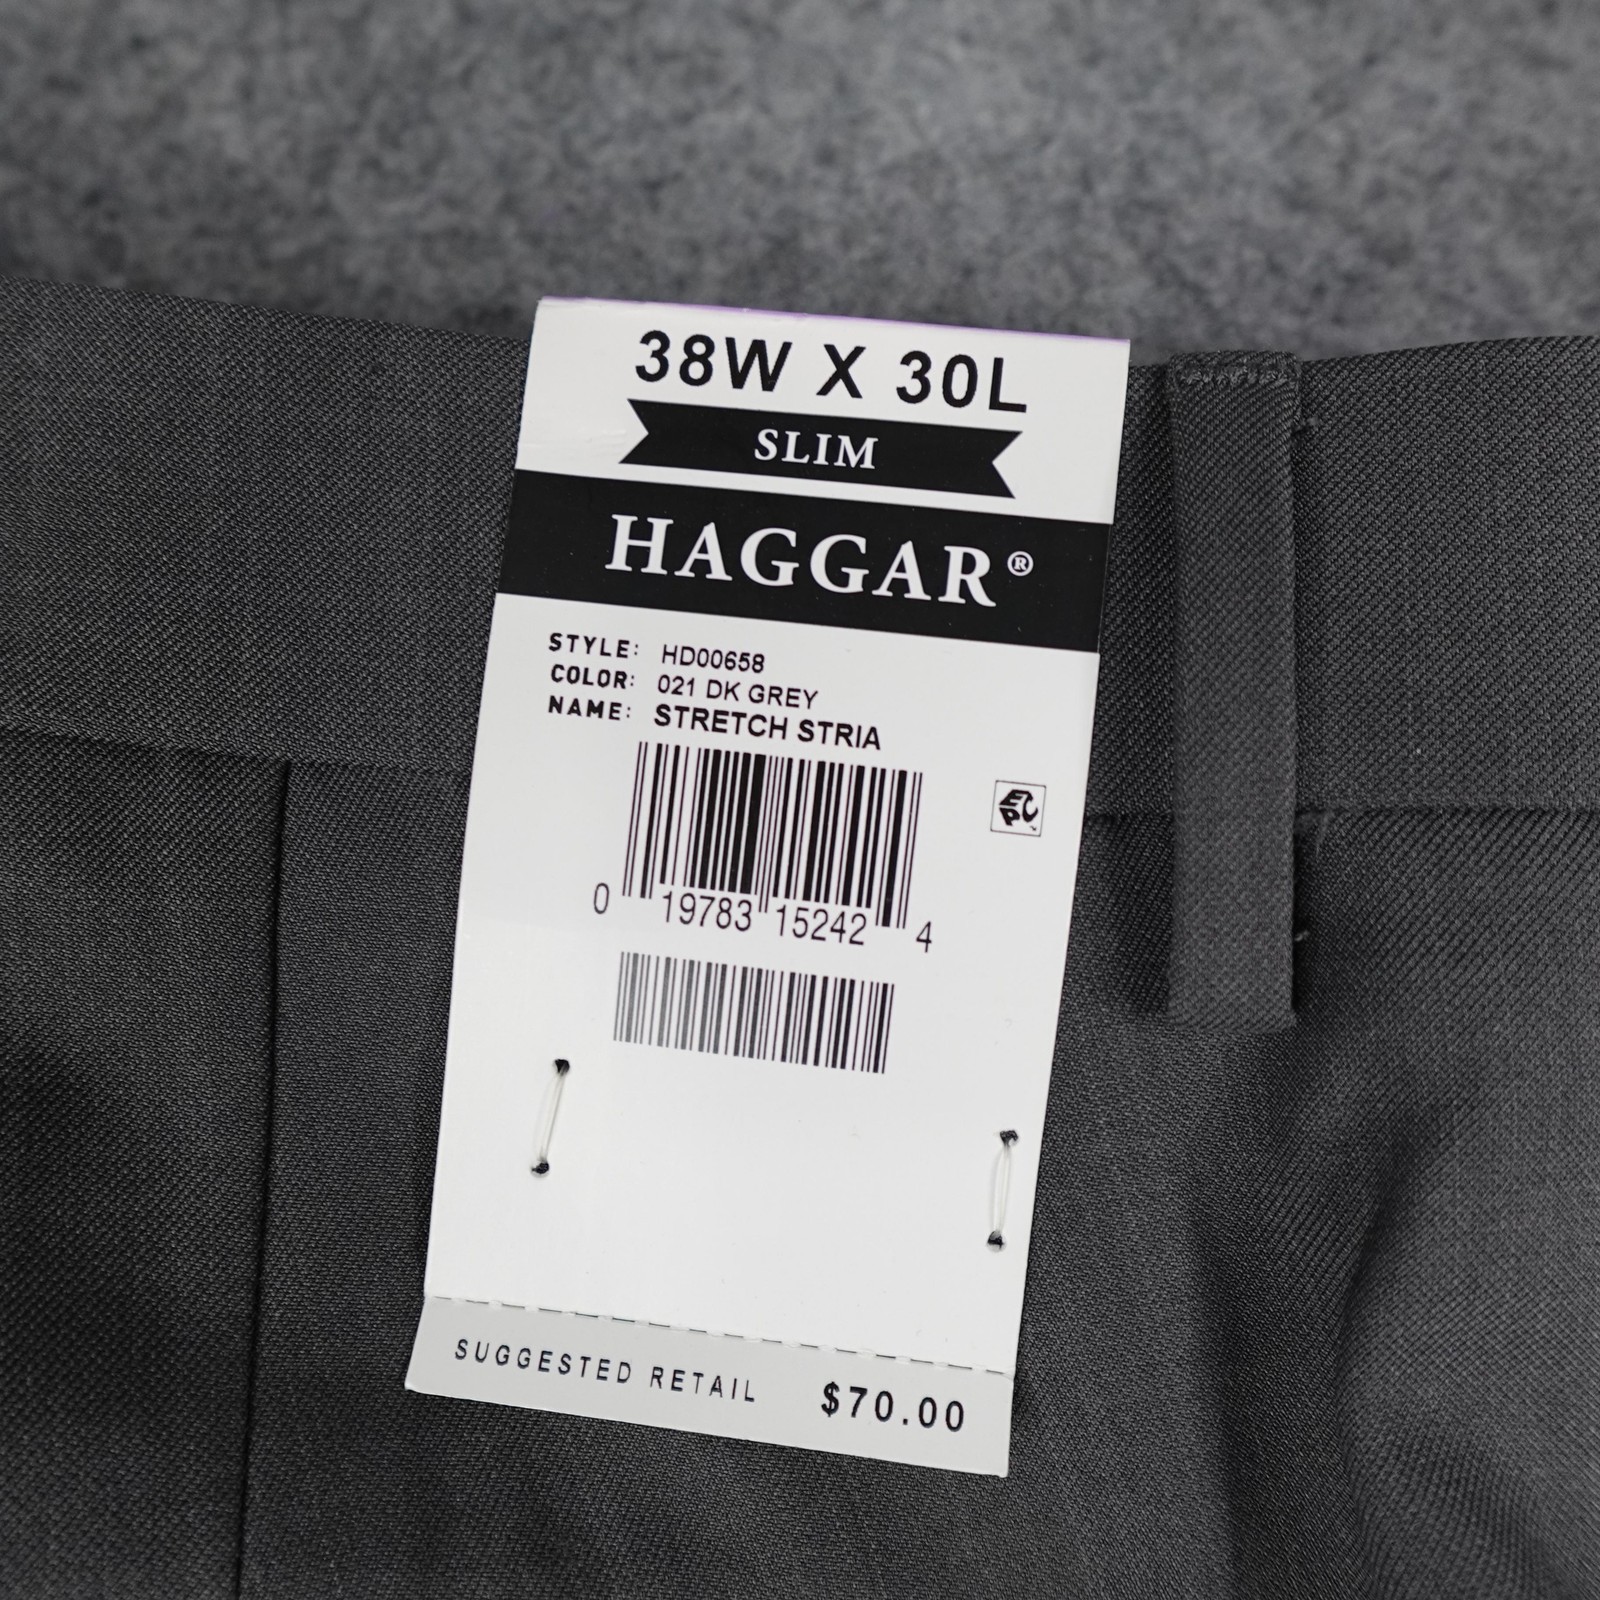 38W X 30L
SLIM
HAGGAR®
STYLE: HD00658
COLOR: 021 DK GREY
NAME: STRETCH STRIA
EPC
0 19783 15242 4
SUGGESTED RETAIL $70.00